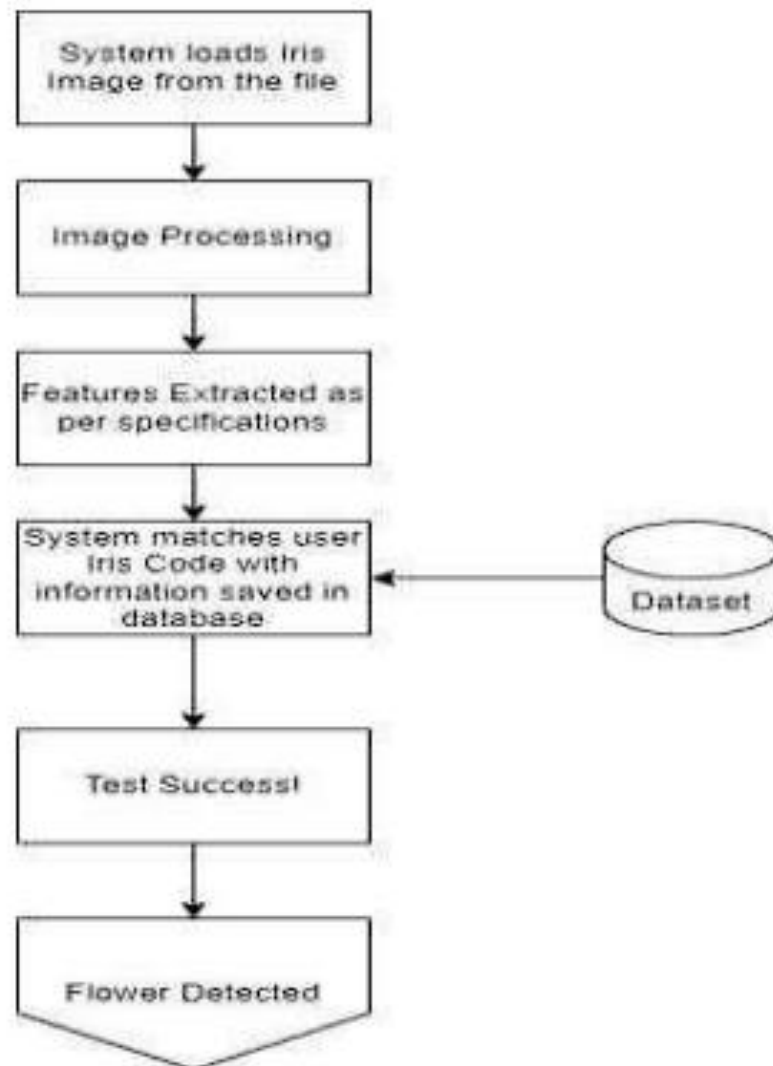 System loads Iris
Image from the file
Image Processing
Features Extracted as
per specifications
System matches user
Iris Code with
information saved in
database
Dataset
Test Success!
Flower Detected